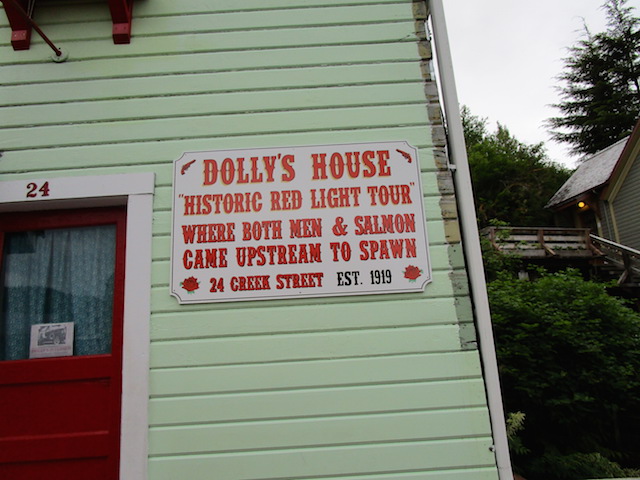 24
DOLLY'S HOUSE
"HISTORIC RED LIGHT TOUR"
WHERE BOTH MEN & SALMON
CAME UPSTREAM TO SPAWN
24 CREEK STREET EST. 1919